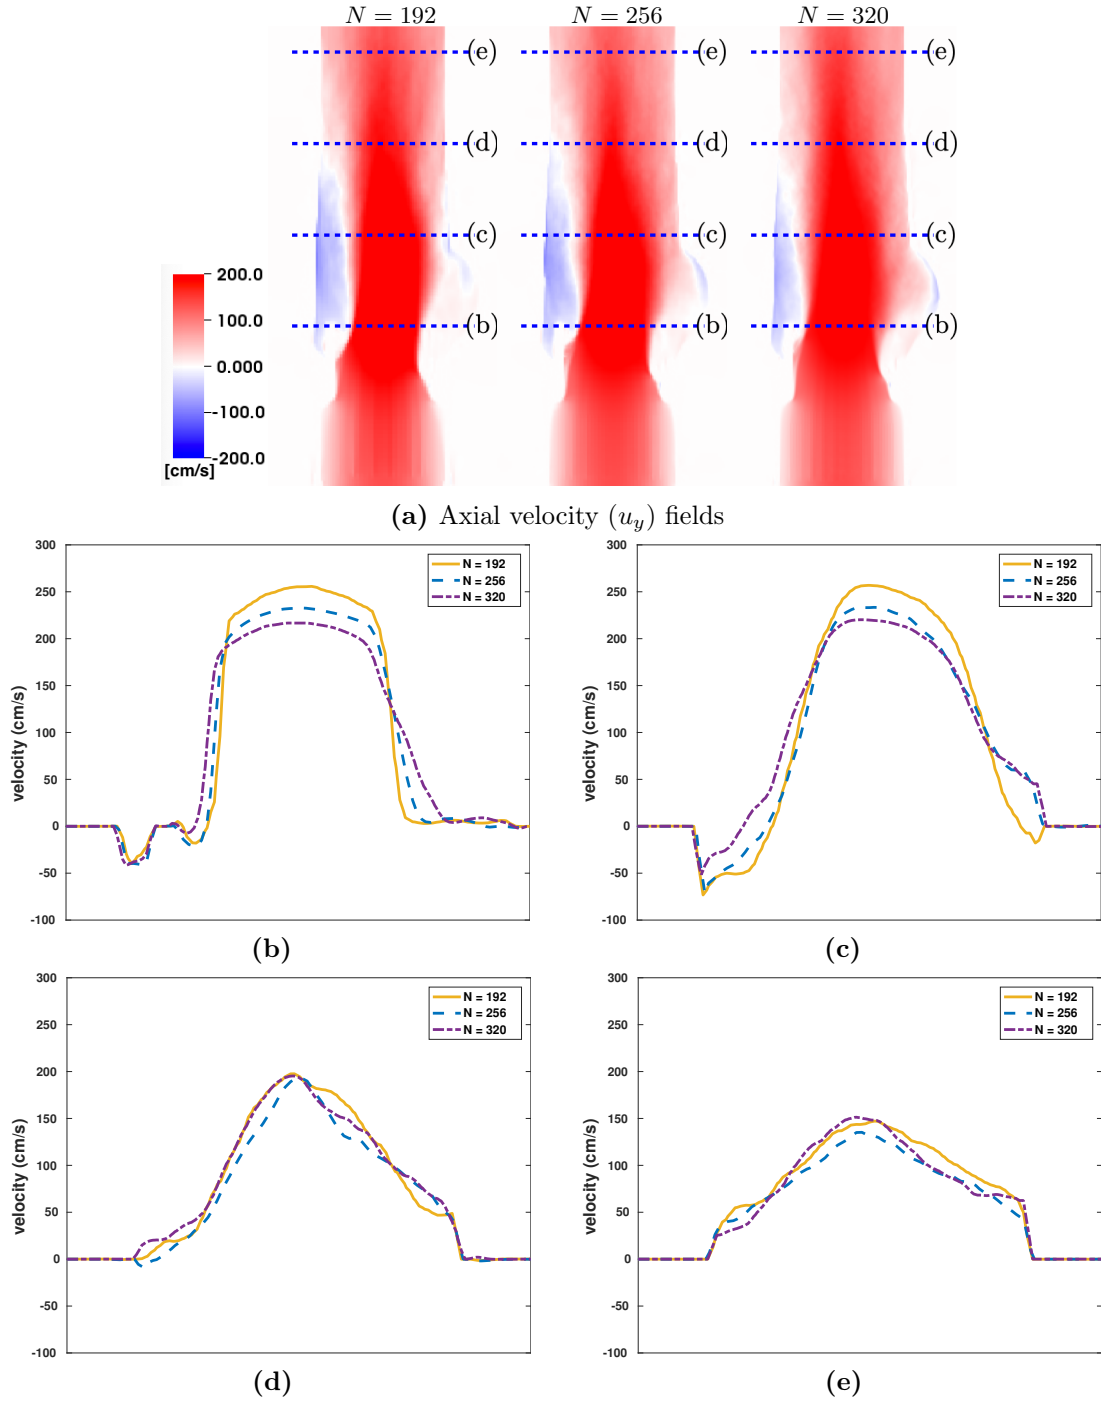 N = 192 N = 256 N = 320
(e) (e) (e)
(d) (d) (d)
(c) (c) (c)
(b) (b) (b)
200.0
100.0
0.000
-100.0
-200.0
[cm/s]
(a) Axial velocity (u_y) fields
300
250
200
150
100
50
0
-50
-100
velocity (cm/s)
N = 192
N = 256
N = 320
(b)
300
250
200
150
100
50
0
-50
-100
velocity (cm/s)
N = 192
N = 256
N = 320
(c)
300
250
200
150
100
50
0
-50
-100
velocity (cm/s)
N = 192
N = 256
N = 320
(d)
300
250
200
150
100
50
0
-50
-100
velocity (cm/s)
N = 192
N = 256
N = 320
(e)